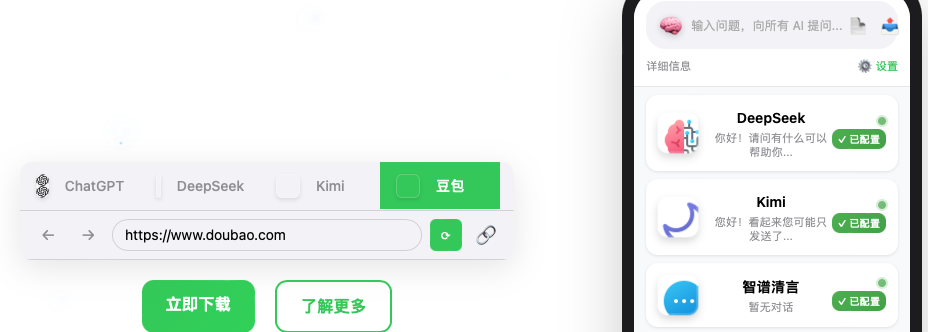 输入问题，向所有 AI 提问...
详细信息
设置
DeepSeek
你好！请问有什么可以
帮助你...
✓ 已配置
Kimi
您好！看起来您可能只
发送了...
✓ 已配置
智谱清言
暂无对话
✓ 已配置
ChatGPT
DeepSeek
Kimi
豆包
https://www.doubao.com
立即下载
了解更多